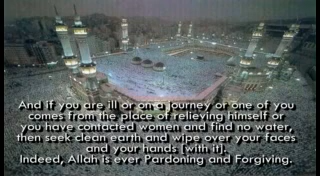 And if you are ill or on a journey or one of you
comes from the place of relieving himself or
you have contacted women and find no water,
then seek clean earth and wipe over your faces
and your hands [with it].
Indeed, Allah is ever Pardoning and Forgiving.